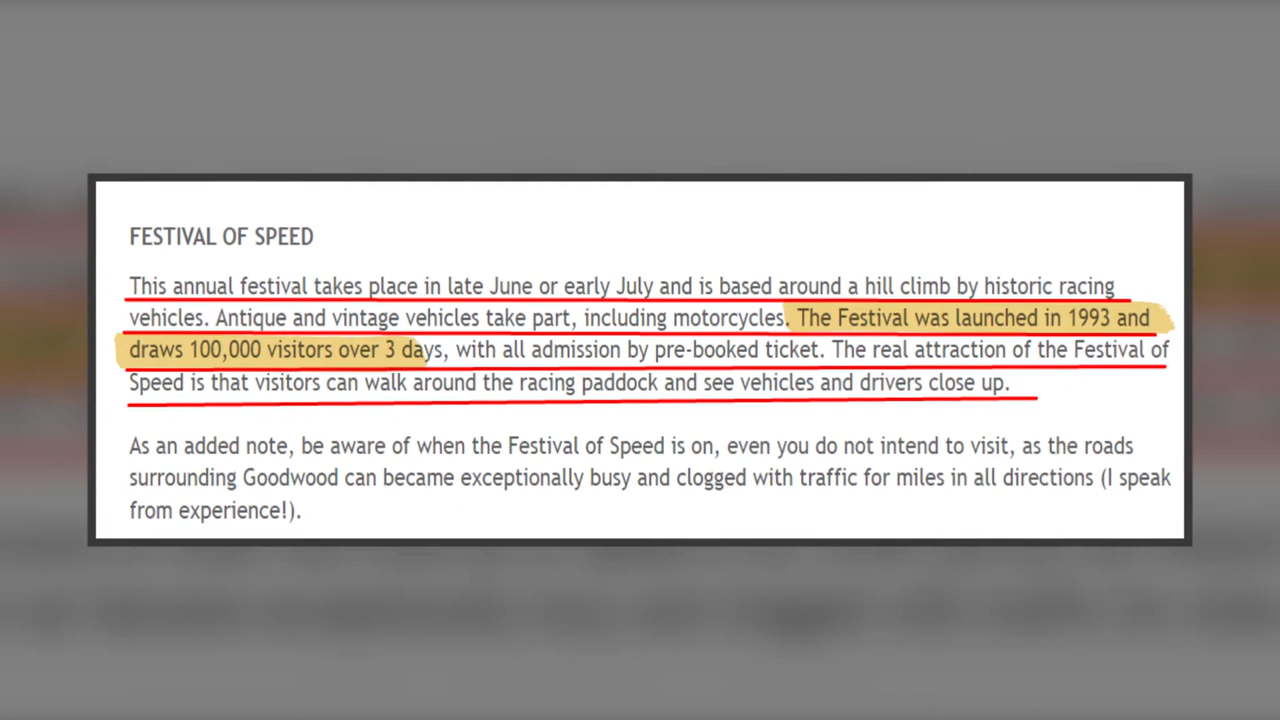 FESTIVAL OF SPEED
This annual festival takes place in late June or early July and is based around a hill climb by historic racing
vehicles. Antique and vintage vehicles take part, including motorcycles. The Festival was launched in 1993 and
draws 100,000 visitors over 3 days, with all admission by pre-booked ticket. The real attraction of the Festival of
Speed is that visitors can walk around the racing paddock and see vehicles and drivers close up.
As an added note, be aware of when the Festival of Speed is on, even you do not intend to visit, as the roads
surrounding Goodwood can became exceptionally busy and clogged with traffic for miles in all directions (I speak
from experience!).